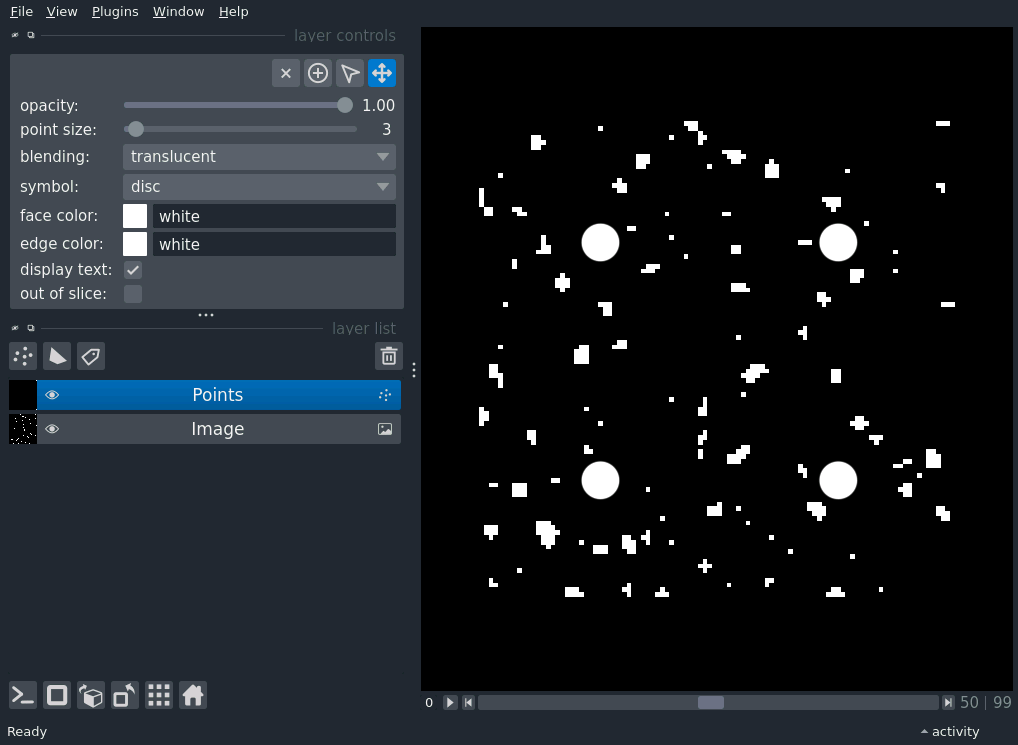 File View Plugins Window Help
layer controls
opacity: 1.00
point size: 3
blending: translucent
symbol: disc
face color: white
edge color: white
display text:
out of slice:
layer list
Points
Image
0 50 | 99
Ready activity